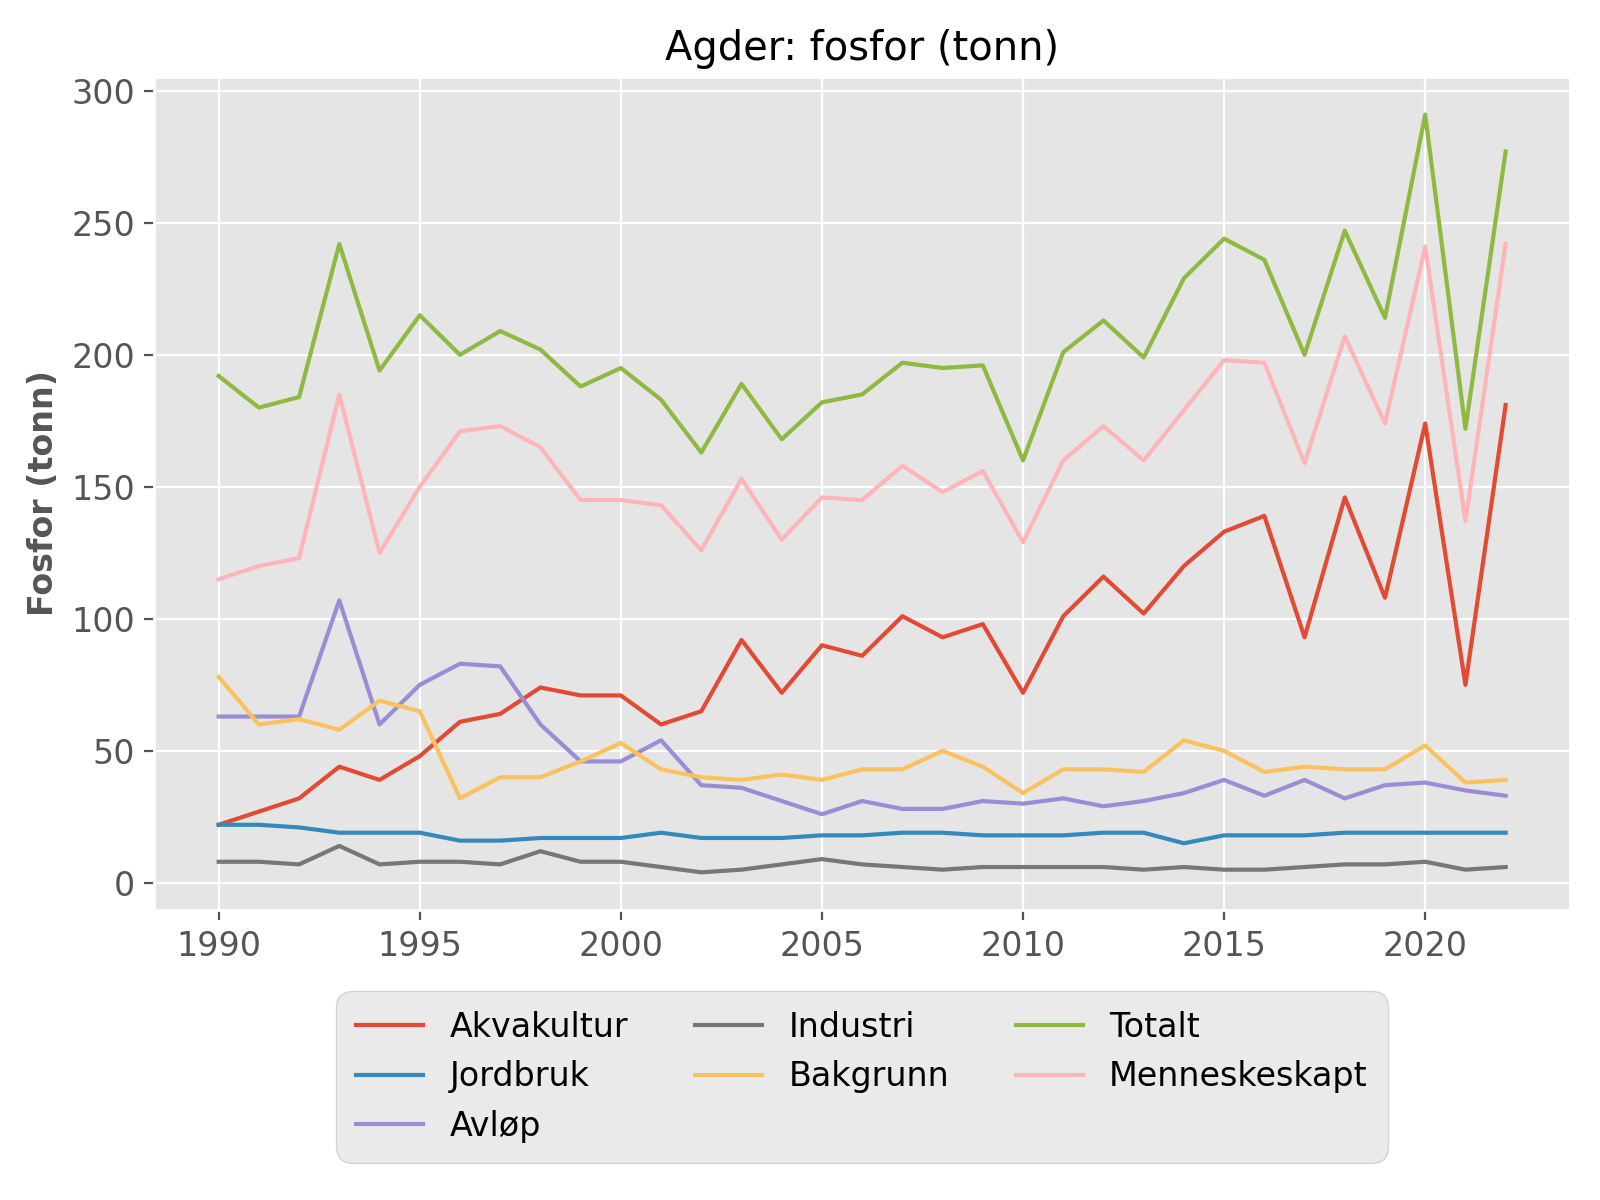 Agder: fosfor (tonn)
Fosfor (tonn)
300
250
200
150
100
50
0
1990 1995 2000 2005 2010 2015 2020
Akvakultur Industri Totalt
Jordbruk Bakgrunn Menneskeskapt
Avløp